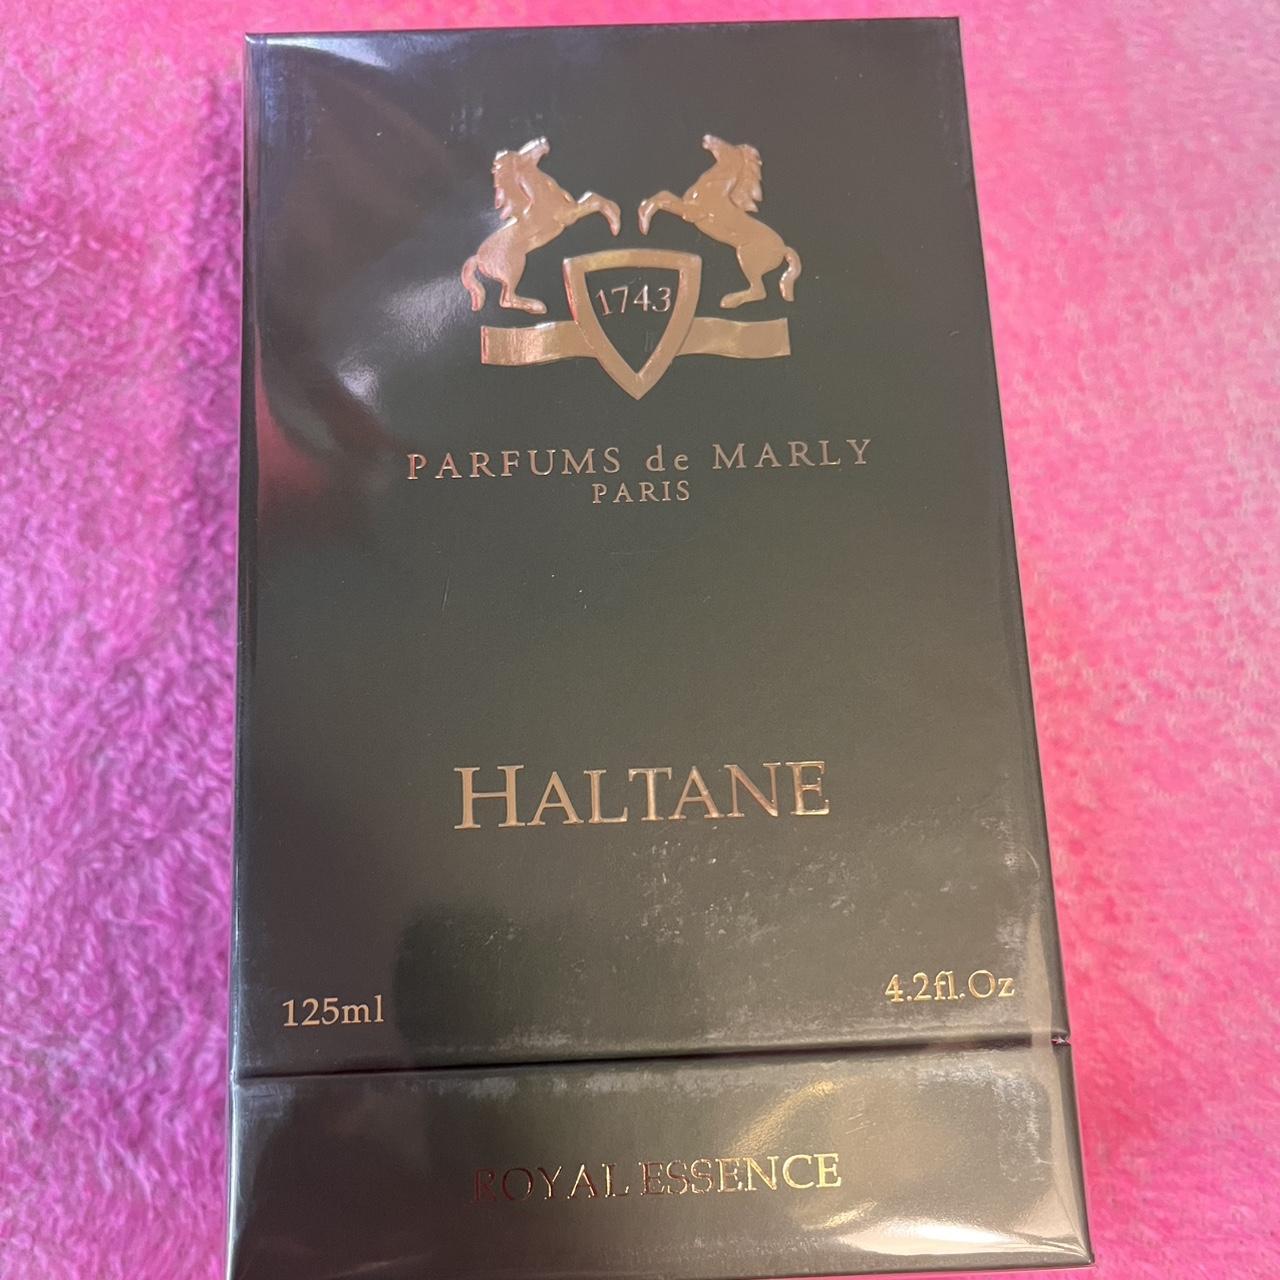 1743
PARFUMS de MARLY
PARIS
HALTANE
125ml
4.2fl.Oz
ROYAL ESSENCE